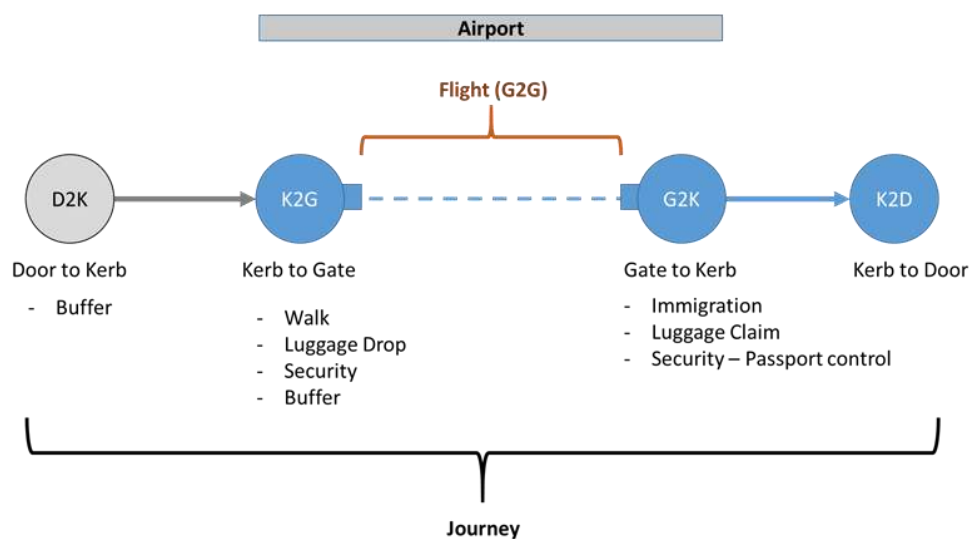 Airport
Flight (G2G)
D2K
K2G
G2K
K2D
Door to Kerb
- Buffer
Kerb to Gate
- Walk
- Luggage Drop
- Security
- Buffer
Gate to Kerb
- Immigration
- Luggage Claim
- Security – Passport control
Kerb to Door
Journey